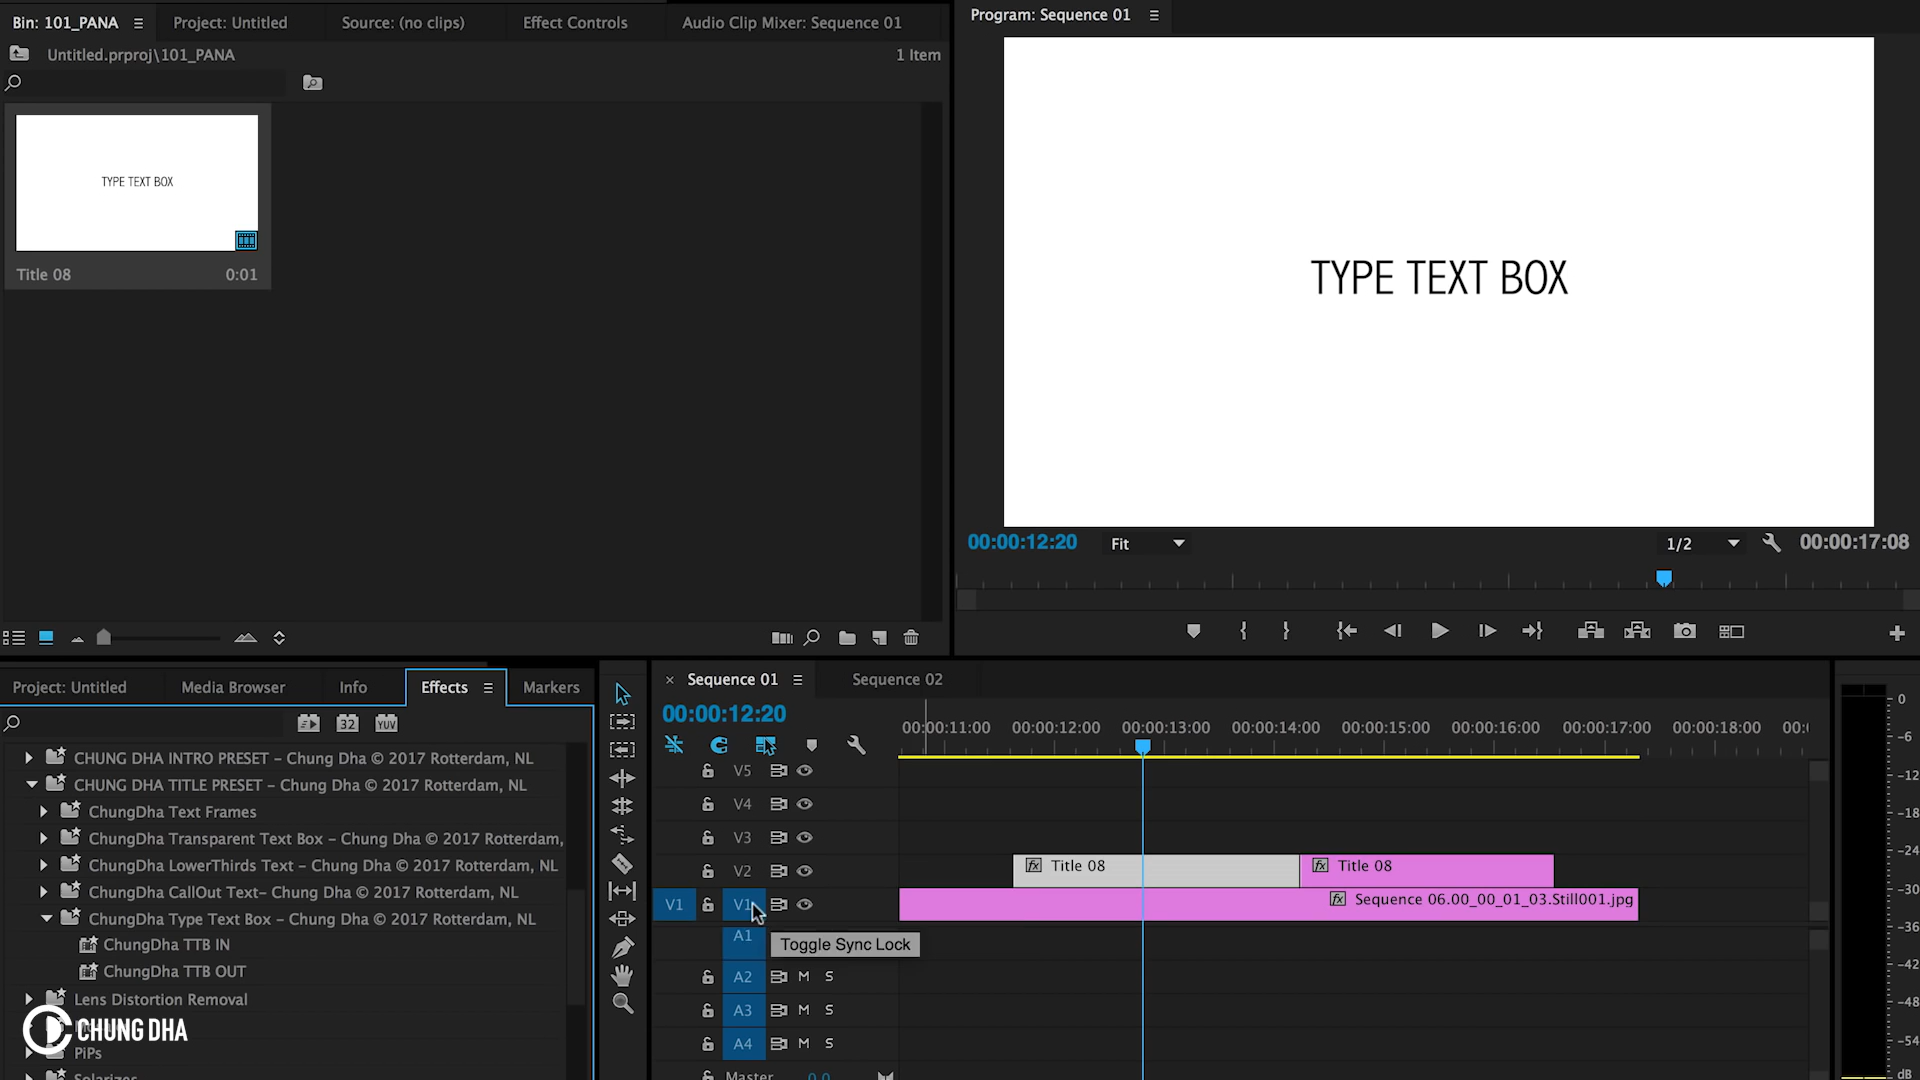 Bin: 101_PANA
Project: Untitled
Source: (no clips)
Effect Controls
Audio Clip Mixer: Sequence 01
Program: Sequence 01
Untitled.prproj\101_PANA
1 Item
TYPE TEXT BOX
Title 08
0:01
TYPE TEXT BOX
00:00:12:20
Fit
1/2
00:00:17:08
Project: Untitled
Media Browser
Info
Effects
Markers
32
YUV
CHUNG DHA INTRO PRESET – Chung Dha © 2017 Rotterdam, NL
CHUNG DHA TITLE PRESET – Chung Dha © 2017 Rotterdam, NL
ChungDha Text Frames
ChungDha Transparent Text Box – Chung Dha © 2017 Rotterdam,
ChungDha LowerThirds Text – Chung Dha © 2017 Rotterdam, NL
ChungDha CallOut Text– Chung Dha © 2017 Rotterdam, NL
ChungDha Type Text Box – Chung Dha © 2017 Rotterdam, NL
ChungDha TTB IN
ChungDha TTB OUT
Lens Distortion Removal
CHUNG DHA
PiPs
Solarizes
× Sequence 01
Sequence 02
00:00:12:20
00:00:11:00 00:00:12:00 00:00:13:00 00:00:14:00 00:00:15:00 00:00:16:00 00:00:17:00 00:00:18:00 00:0
V5
V4
V3
V2
Title 08
Title 08
V1
V1
Sequence 06.00_00_01_03.Still001.jpg
A1
Toggle Sync Lock
A2 M S
A3 M S
A4 M S
Master 0.0
0
-6
-12
-18
-24
-30
-36
-42
-48
-54
dB